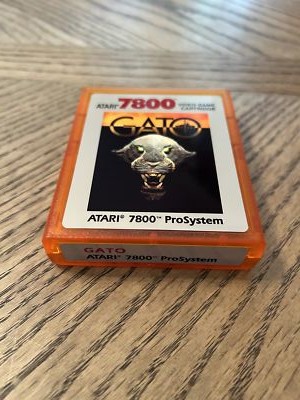 ATARI 7800 VIDEO GAME CARTRIDGE
GATO
ATARI® 7800™ ProSystem
GATO
ATARI® 7800™ ProSystem